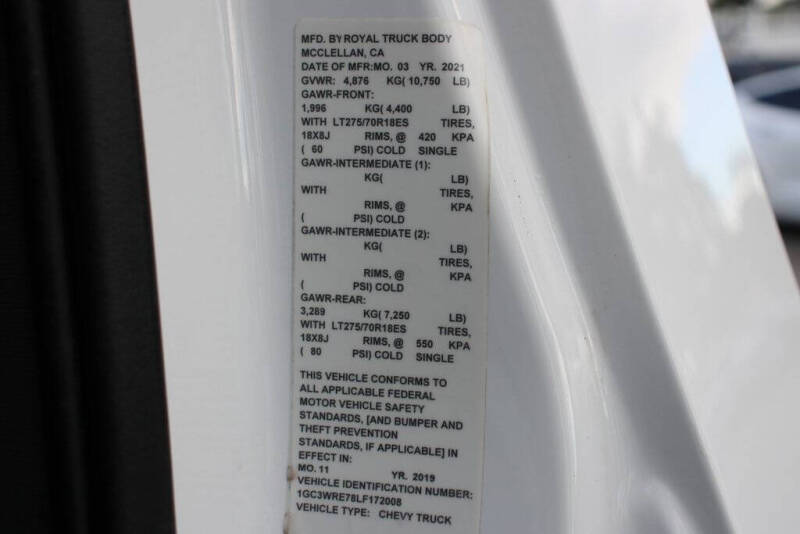 MFD. BY ROYAL TRUCK BODY
MCCLELLAN, CA
DATE OF MFR: MO. 03 YR. 2021
GVWR: 4,876 KG( 10,750 LB)
GAWR-FRONT:
1,996 KG( 4,400 LB)
WITH LT275/70R18ES TIRES,
18X8J RIMS, @ 420 KPA
( 60 PSI) COLD SINGLE
GAWR-INTERMEDIATE (1):
KG( LB)
WITH TIRES,
RIMS, @ KPA
( PSI) COLD
GAWR-INTERMEDIATE (2):
KG( LB)
WITH TIRES,
RIMS, @ KPA
( PSI) COLD
GAWR-REAR:
3,289 KG( 7,250 LB)
WITH LT275/70R18ES TIRES,
18X8J RIMS, @ 550 KPA
( 80 PSI) COLD SINGLE
THIS VEHICLE CONFORMS TO
ALL APPLICABLE FEDERAL
MOTOR VEHICLE SAFETY
STANDARDS, [AND BUMPER AND
THEFT PREVENTION
STANDARDS, IF APPLICABLE] IN
EFFECT IN:
MO. 11 YR. 2019
VEHICLE IDENTIFICATION NUMBER:
1GC3WRE78LF172008
VEHICLE TYPE: CHEVY TRUCK